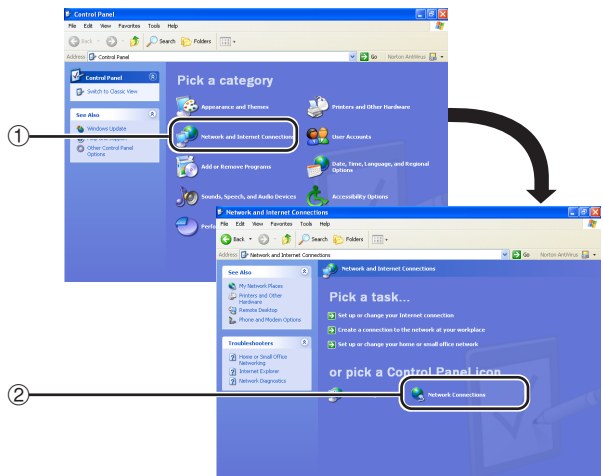 Control Panel
File Edit View Favorites Tools Help
Back Search Folders
Address Control Panel Go Norton AntiVirus
Control Panel
Switch to Classic View
See Also
Windows Update
Help and Support
Other Control Panel
Options
Pick a category
Appearance and Themes
Printers and Other Hardware
① Network and Internet Connections
User Accounts
Add or Remove Programs
Date, Time, Language, and Regional
Options
Sounds, Speech, and Audio Devices
Accessibility Options
Network and Internet Connections
File Edit View Favorites Tools Help
Back Search Folders
Address Network and Internet Connections Go Norton AntiVirus
See Also
My Network Places
Printers and Other
Hardware
Remote Desktop
Phone and Modem Options
Troubleshooters
Home or Small Office
Networking
Internet Explorer
Network Diagnostics
Network and Internet Connections
Pick a task...
Set up or change your Internet connection
Create a connection to the network at your workplace
Set up or change your home or small office network
or pick a Control Panel icon
② Network Connections